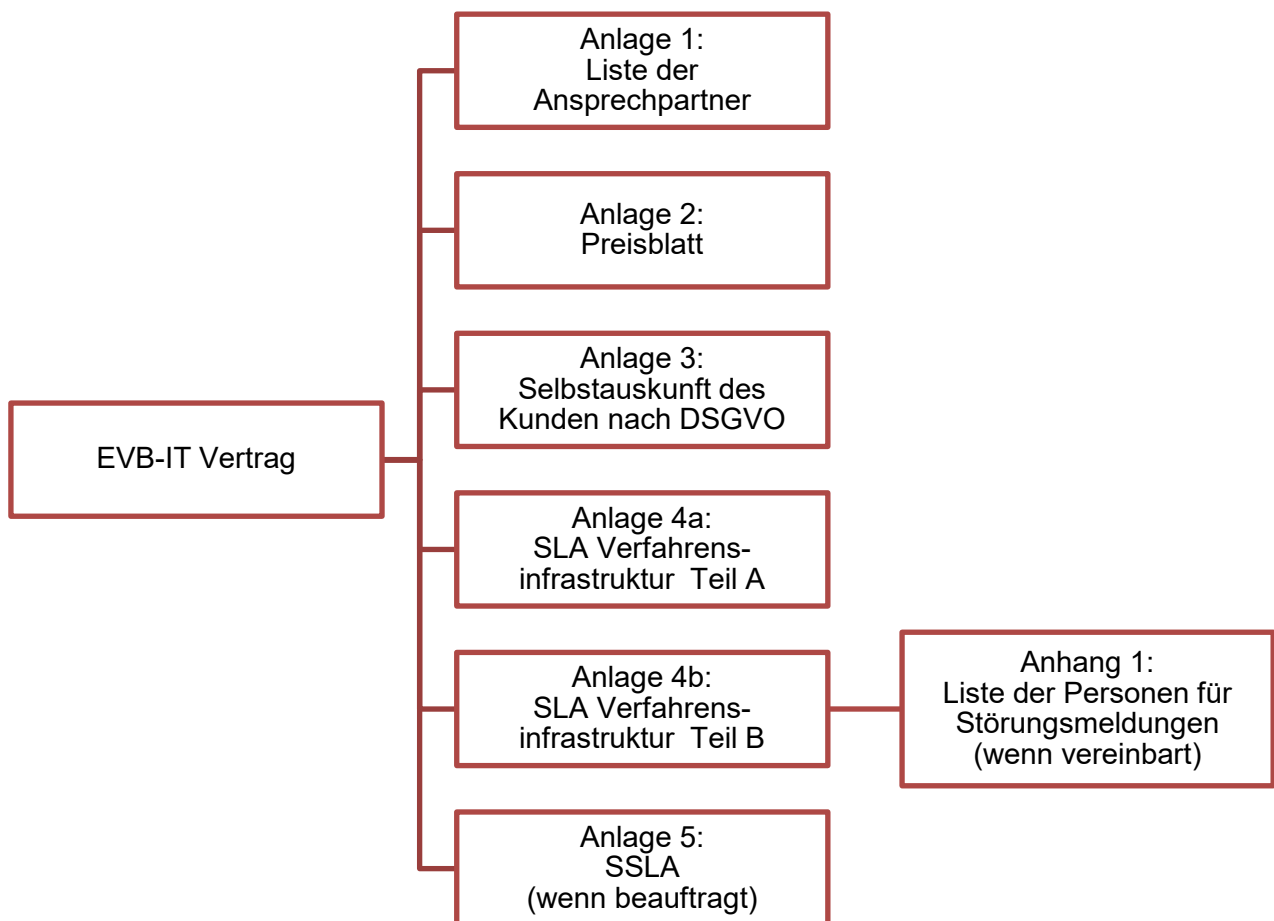 Anlage 1:
Liste der
Ansprechpartner
Anlage 2:
Preisblatt
Anlage 3:
Selbstauskunft des
Kunden nach DSGVO
EVB-IT Vertrag
Anlage 4a:
SLA Verfahrens-
infrastruktur  Teil A
Anlage 4b:
SLA Verfahrens-
infrastruktur  Teil B
Anhang 1:
Liste der Personen für
Störungsmeldungen
(wenn vereinbart)
Anlage 5:
SSLA
(wenn beauftragt)